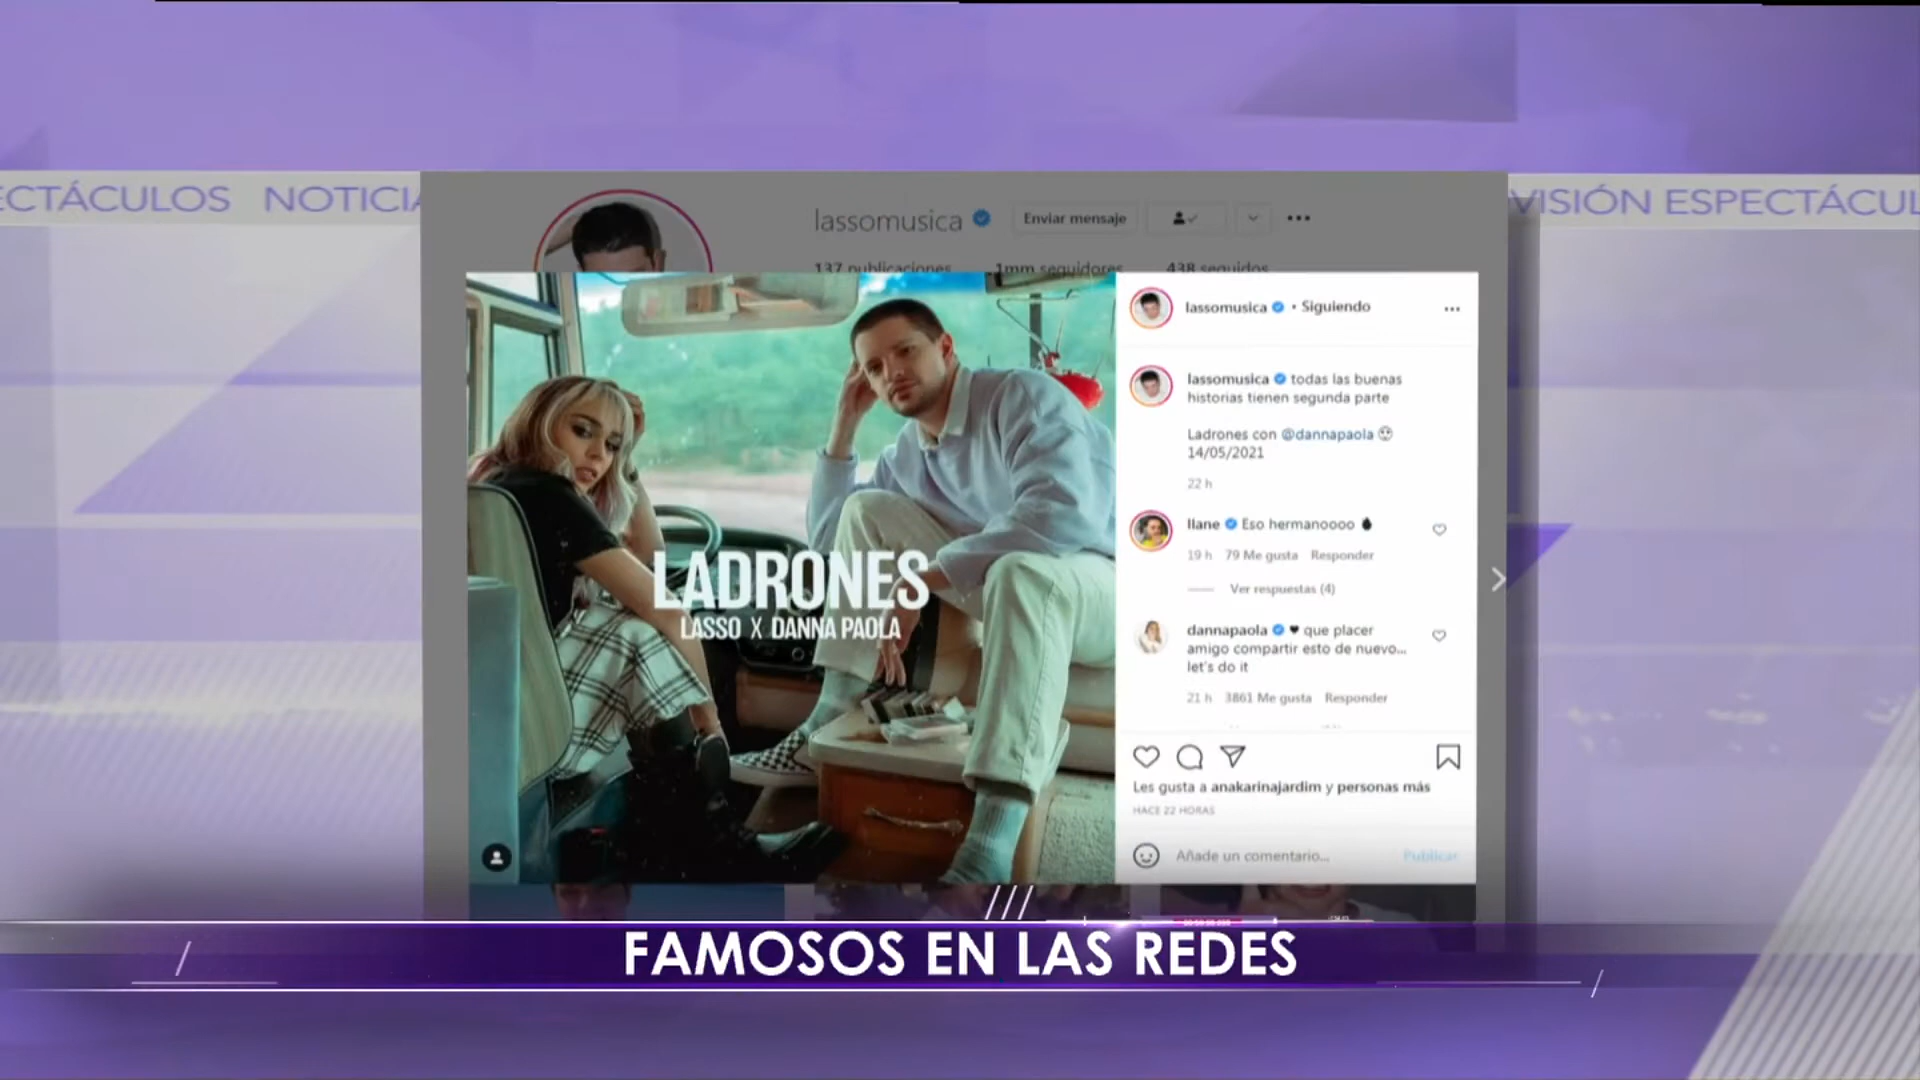 ECTÁCULOS NOTICIA
VISIÓN ESPECTÁCUL
lassomusica
Enviar mensaje
137 publicaciones 1mm seguidores 438 seguidos
lassomusica • Siguiendo
lassomusica todas las buenas
historias tienen segunda parte
Ladrones con @dannapaola
14/05/2021
22 h
llane Eso hermanoooo
19 h 79 Me gusta Responder
Ver respuestas (4)
dannapaola que placer
amigo compartir esto de nuevo...
let's do it
21 h 3861 Me gusta Responder
Les gusta a anakarinajardim y personas más
HACE 22 HORAS
Añade un comentario... Publicar
LADRONES
LASSO X DANNA PAOLA
FAMOSOS EN LAS REDES